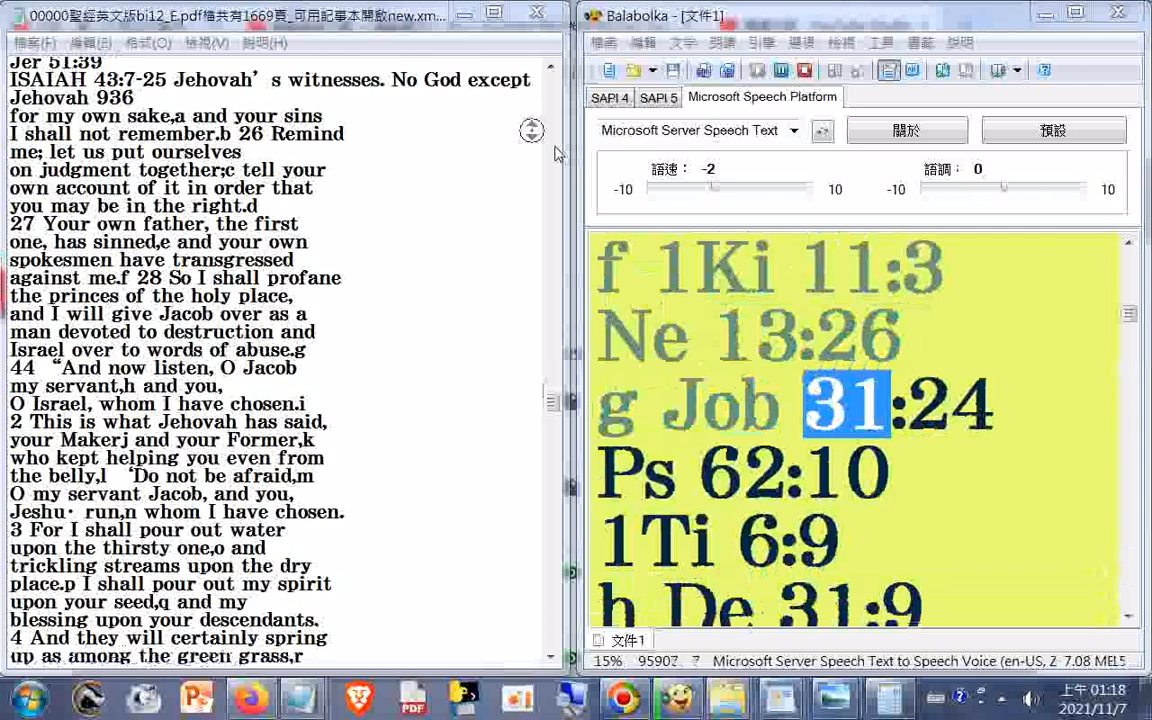 00000聖經英文版bi12_E.pdf檔共有1669頁_可用記事本開啟new.xm...
檔案(F) 編輯(E) 格式(O) 檢視(V) 說明(H)
Jer 51:39
ISAIAH 43:7-25 Jehovah’s witnesses. No God except
Jehovah 936
for my own sake,a and your sins
I shall not remember.b 26 Remind
me; let us put ourselves
on judgment together;c tell your
own account of it in order that
you may be in the right.d
27 Your own father, the first
one, has sinned,e and your own
spokesmen have transgressed
against me.f 28 So I shall profane
the princes of the holy place,
and I will give Jacob over as a
man devoted to destruction and
Israel over to words of abuse.g
44 “And now listen, O Jacob
my servant,h and you,
O Israel, whom I have chosen.i
2 This is what Jehovah has said,
your Makerj and your Former,k
who kept helping you even from
the belly,l ‘Do not be afraid,m
O my servant Jacob, and you,
Jeshu·run,n whom I have chosen.
3 For I shall pour out water
upon the thirsty one,o and
trickling streams upon the dry
place.p I shall pour out my spirit
upon your seed,q and my
blessing upon your descendants.
4 And they will certainly spring
up as among the green grass,r
Balabolka - [文件1]
檔案 編輯 文字 朗讀 引擎 選項 檢視 工具 書籤 說明
SAPI 4 SAPI 5 Microsoft Speech Platform
Microsoft Server Speech Text 關於 預設
語速： -2 語調： 0
-10 10 -10 10
f 1Ki 11:3
Ne 13:26
g Job 31:24
Ps 62:10
1Ti 6:9
h De 31:9
文件1
15% 9590? ? Microsoft Server Speech Text to Speech Voice (en-US, Z 7.08 MB
PDF
上午 01:18
2021/11/7